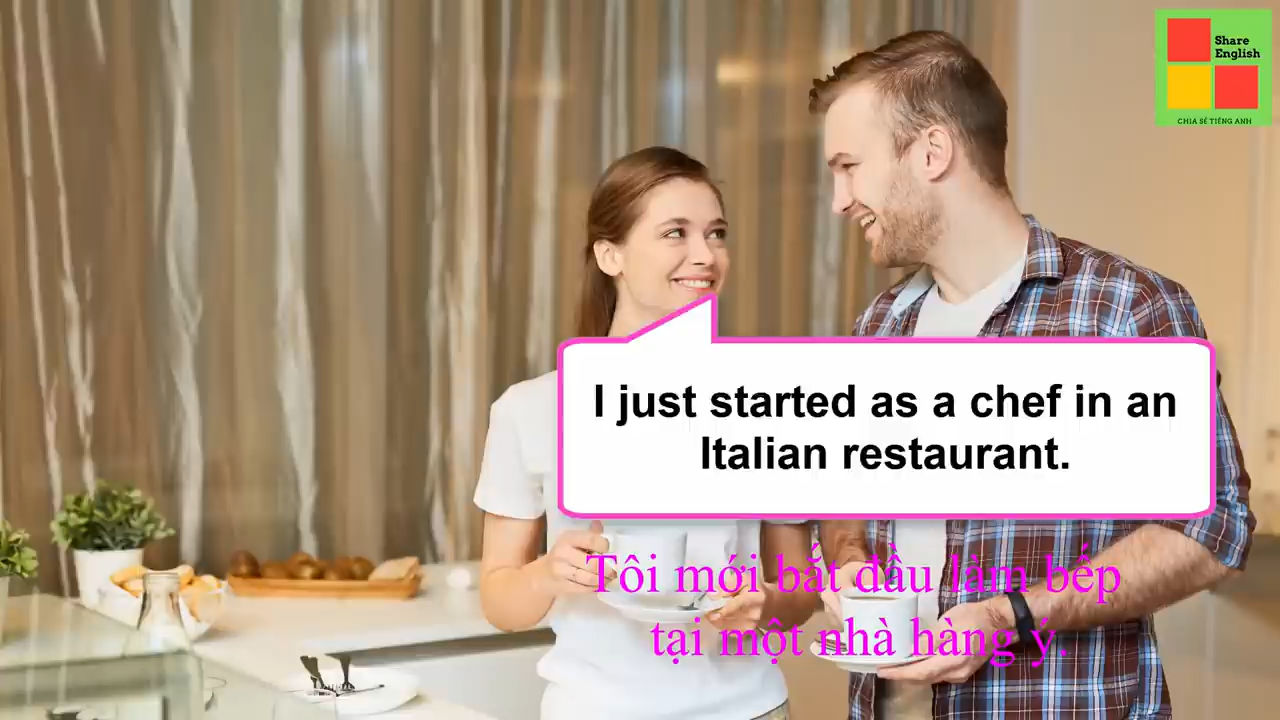 Share
English
CHIA SẺ TIẾNG ANH
I just started as a chef in an
Italian restaurant.
Tôi mới bắt đầu làm bếp
tại một nhà hàng ý.